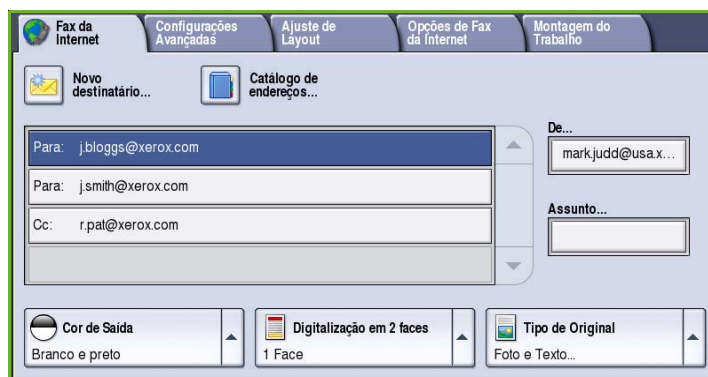 Fax da Internet
Configurações Avançadas
Ajuste de Layout
Opções de Fax da Internet
Montagem do Trabalho
Novo destinatário...
Catálogo de endereços...
Para: j.bloggs@xerox.com
Para: j.smith@xerox.com
Cc: r.pat@xerox.com
De...
mark.judd@usa.x...
Assunto...
Cor de Saída
Branco e preto
Digitalização em 2 faces
1 Face
Tipo de Original
Foto e Texto...